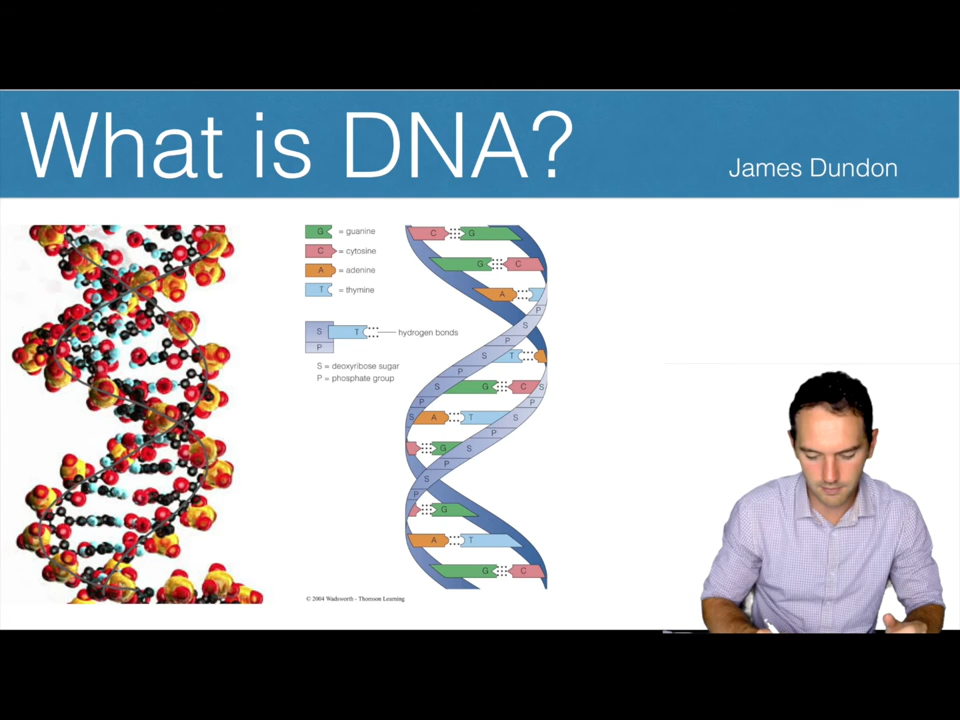 What is DNA?
James Dundon
G = guanine
C = cytosine
A = adenine
T = thymine
S T hydrogen bonds
P
S = deoxyribose sugar
P = phosphate group
C G
G C
A
P
S
P
S T
P
S G C S
P P
S A T S
P
G S
P
S
P
G
A T
G C
© 2004 Wadsworth - Thomson Learning